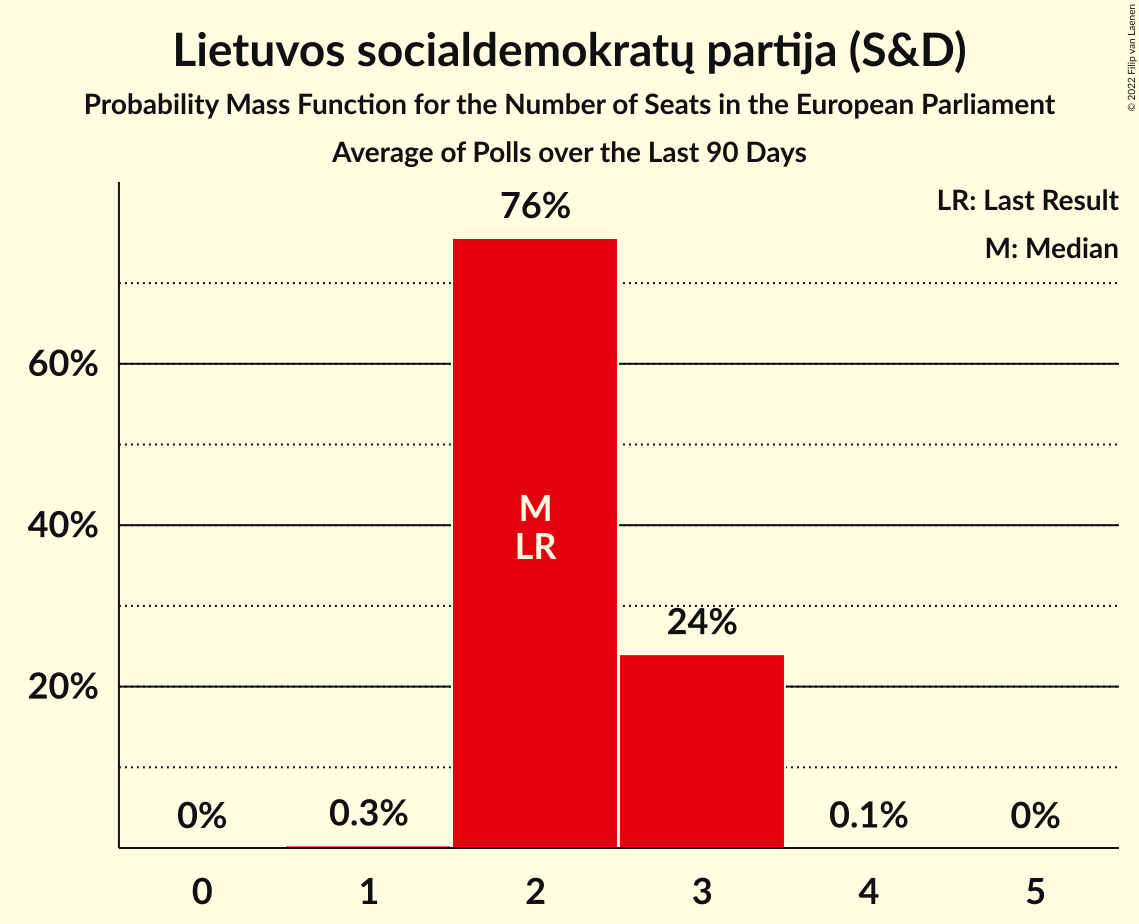 Lietuvos socialdemokratų partija (S&D)
Probability Mass Function for the Number of Seats in the European Parliament
Average of Polls over the Last 90 Days
© 2022 Filip van Laenen
LR: Last Result
M: Median
76%
60%
40%
20%
M
LR
24%
0%
0.3%
0.1%
0%
0
1
2
3
4
5